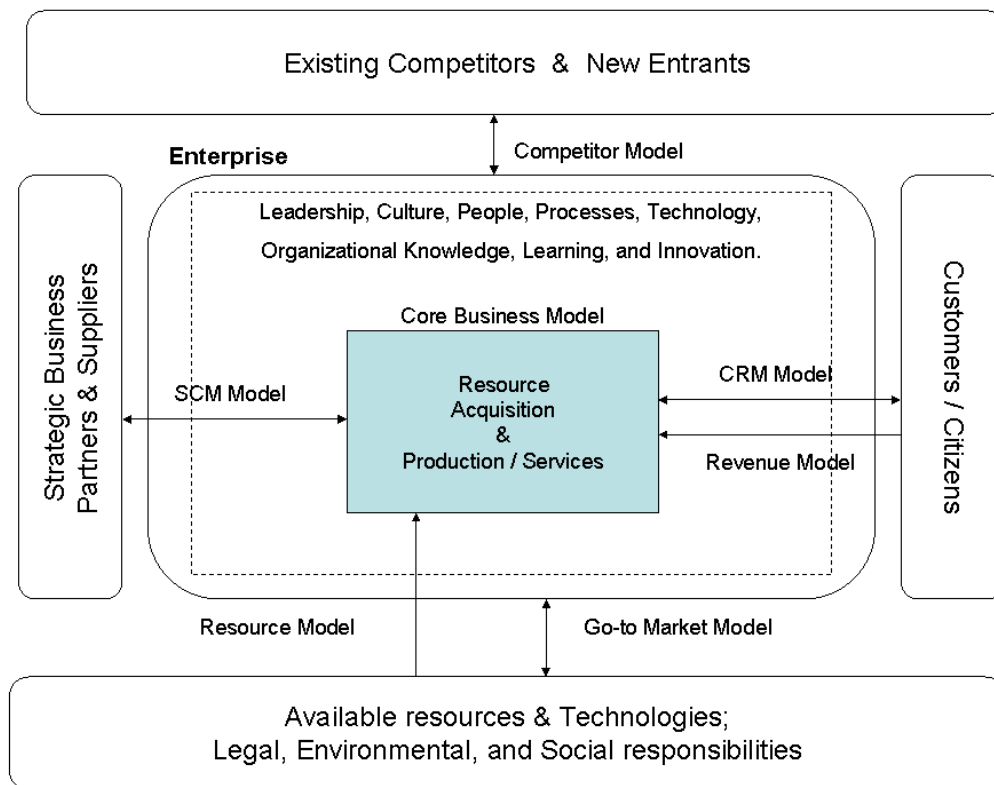 Existing Competitors & New Entrants
Competitor Model
Enterprise
Leadership, Culture, People, Processes, Technology,
Organizational Knowledge, Learning, and Innovation.
Strategic Business
Partners & Suppliers
Core Business Model
Resource
Acquisition
&
Production / Services
SCM Model
CRM Model
Revenue Model
Customers / Citizens
Resource Model
Go-to Market Model
Available resources & Technologies;
Legal, Environmental, and Social responsibilities